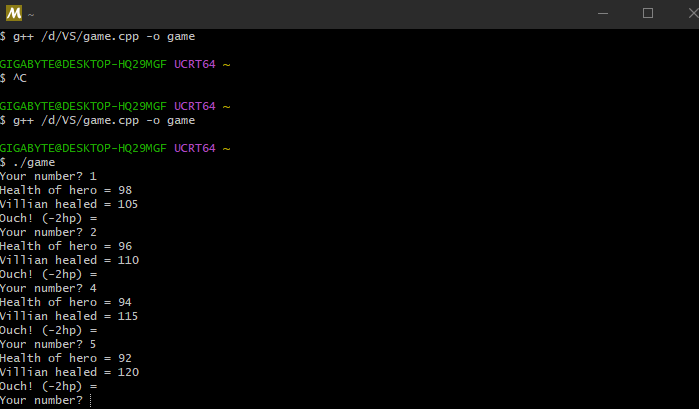 M ~
$ g++ /d/VS/game.cpp -o game
GIGABYTE@DESKTOP-HQ29MGF UCRT64 ~
$ ^C
GIGABYTE@DESKTOP-HQ29MGF UCRT64 ~
$ g++ /d/VS/game.cpp -o game
GIGABYTE@DESKTOP-HQ29MGF UCRT64 ~
$ ./game
Your number? 1
Health of hero = 98
Villian healed = 105
Ouch! (-2hp) =
Your number? 2
Health of hero = 96
Villian healed = 110
Ouch! (-2hp) =
Your number? 4
Health of hero = 94
Villian healed = 115
Ouch! (-2hp) =
Your number? 5
Health of hero = 92
Villian healed = 120
Ouch! (-2hp) =
Your number?